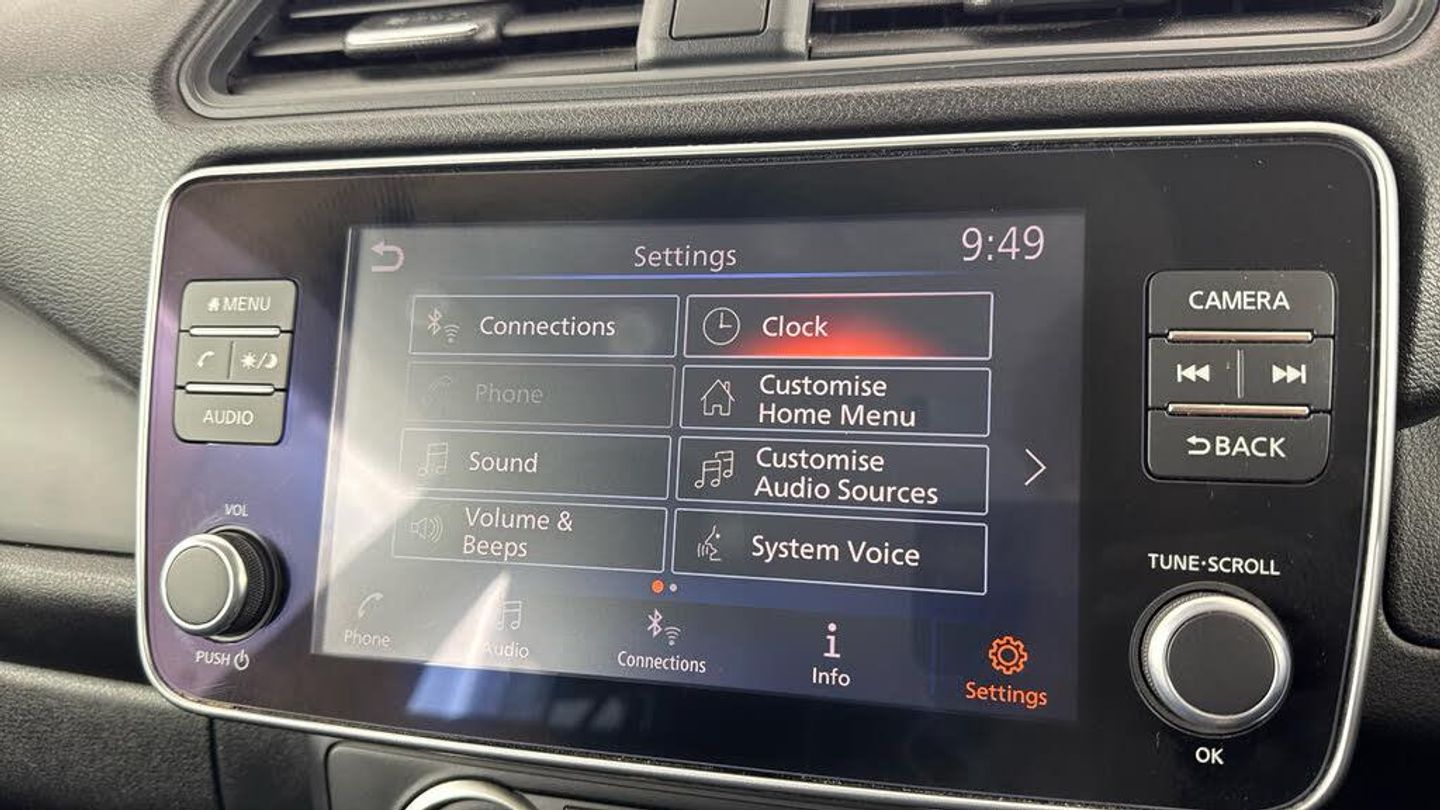 Settings
9:49
MENU
AUDIO
VOL
PUSH
Connections
Clock
Phone
Customise
Home Menu
Sound
Customise
Audio Sources
Volume &
Beeps
System Voice
Phone
Audio
Connections
Info
Settings
CAMERA
BACK
TUNE·SCROLL
OK